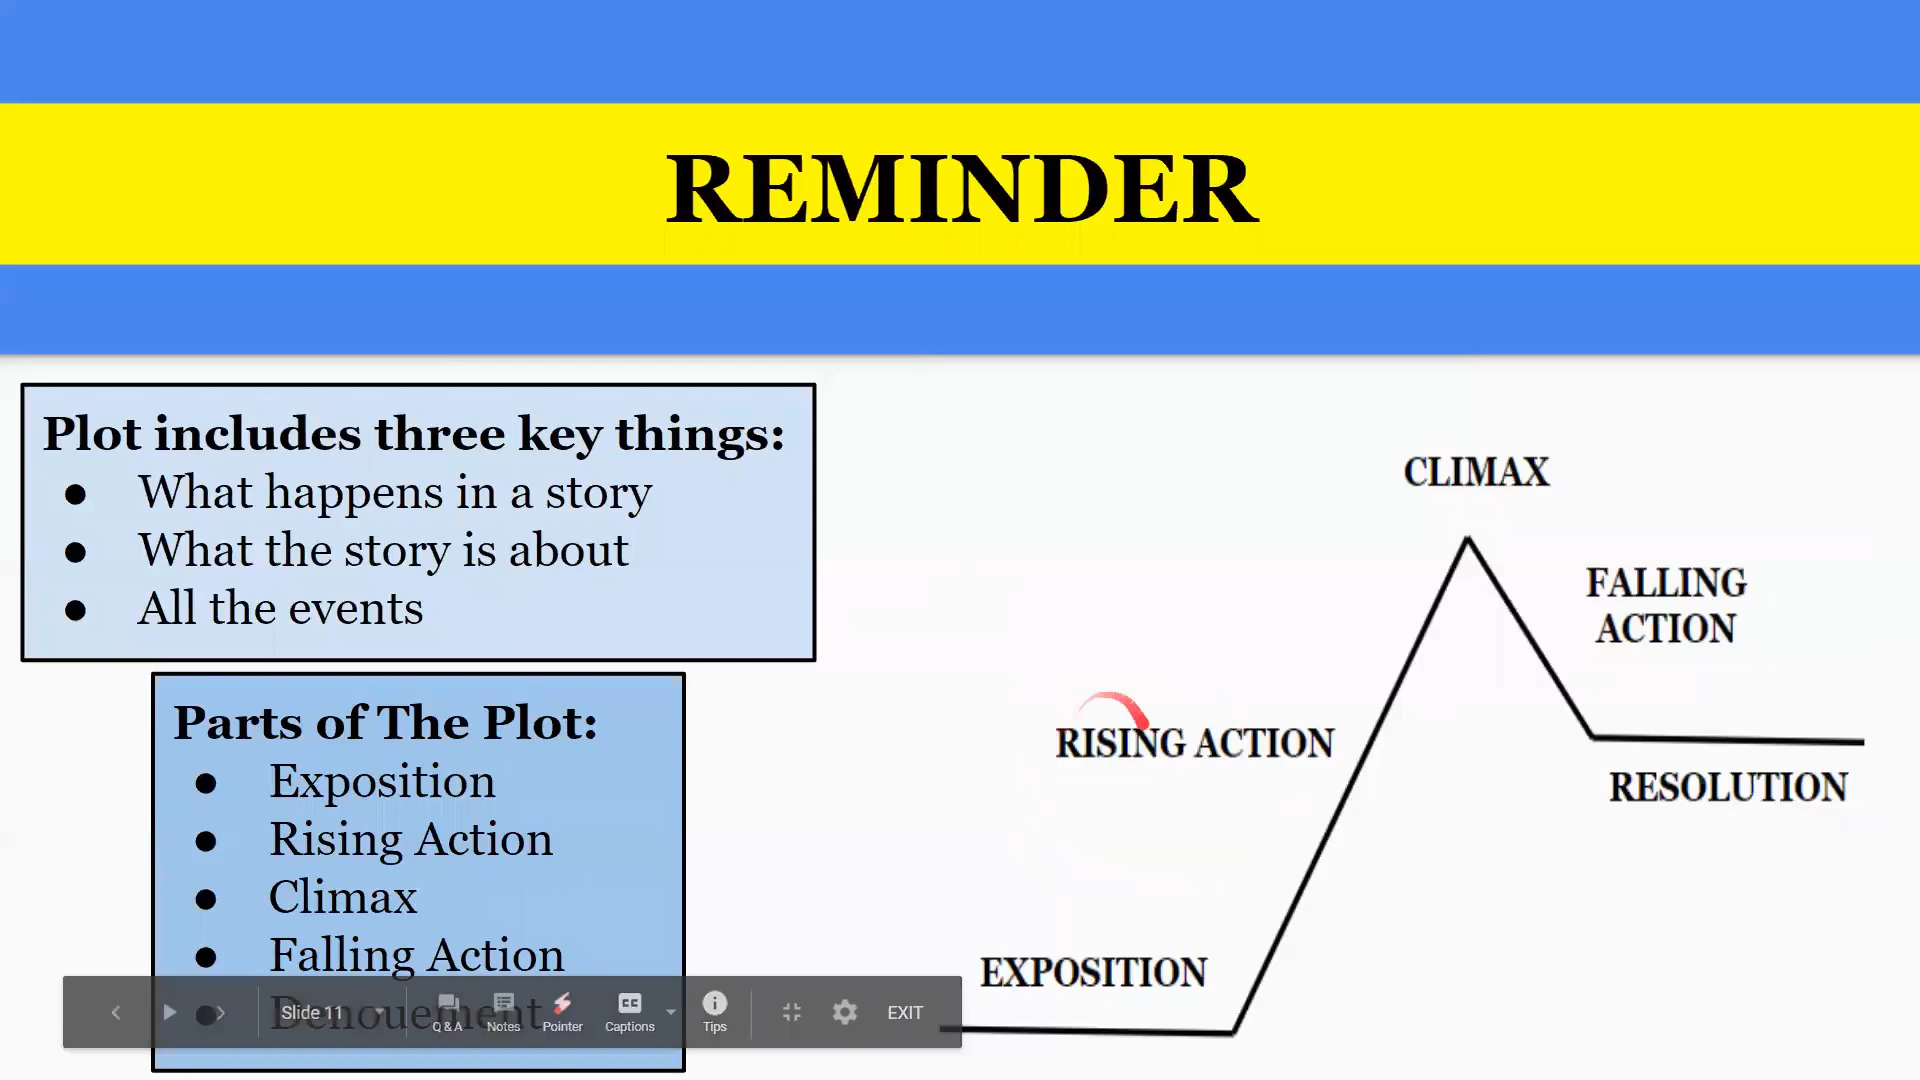 REMINDER
Plot includes three key things:
● What happens in a story
● What the story is about
● All the events
Parts of The Plot:
● Exposition
● Rising Action
● Climax
● Falling Action
● Denouement
CLIMAX
FALLING
ACTION
RISING ACTION
RESOLUTION
EXPOSITION
Slide 11
Q & A
Notes
Pointer
CC
Captions
Tips
EXIT